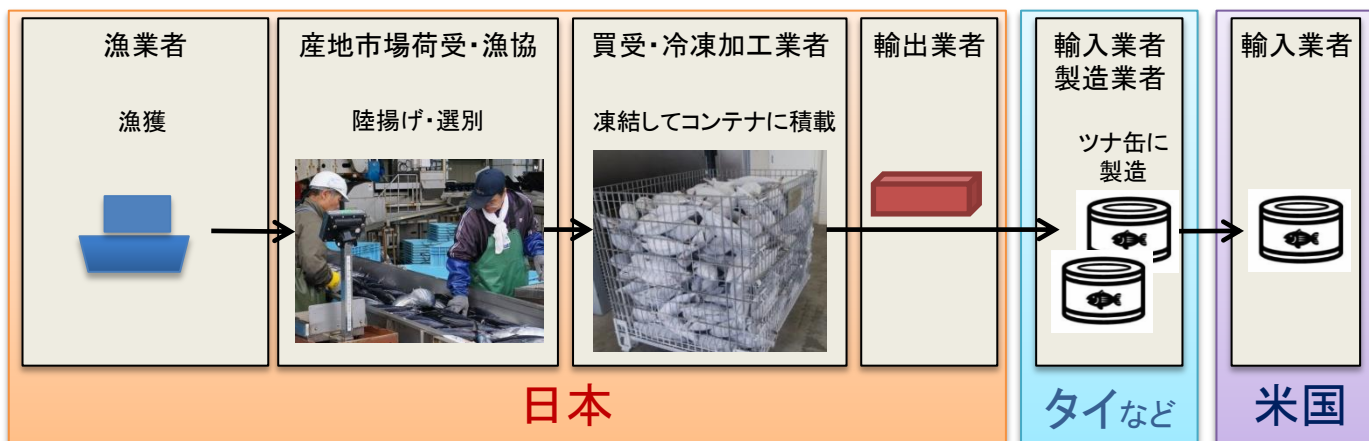 漁業者
漁獲
産地市場荷受・漁協
陸揚げ・選別
買受・冷凍加工業者
凍結してコンテナに積載
輸出業者
輸入業者
製造業者
ツナ缶に
製造
輸入業者
日本
タイなど
米国